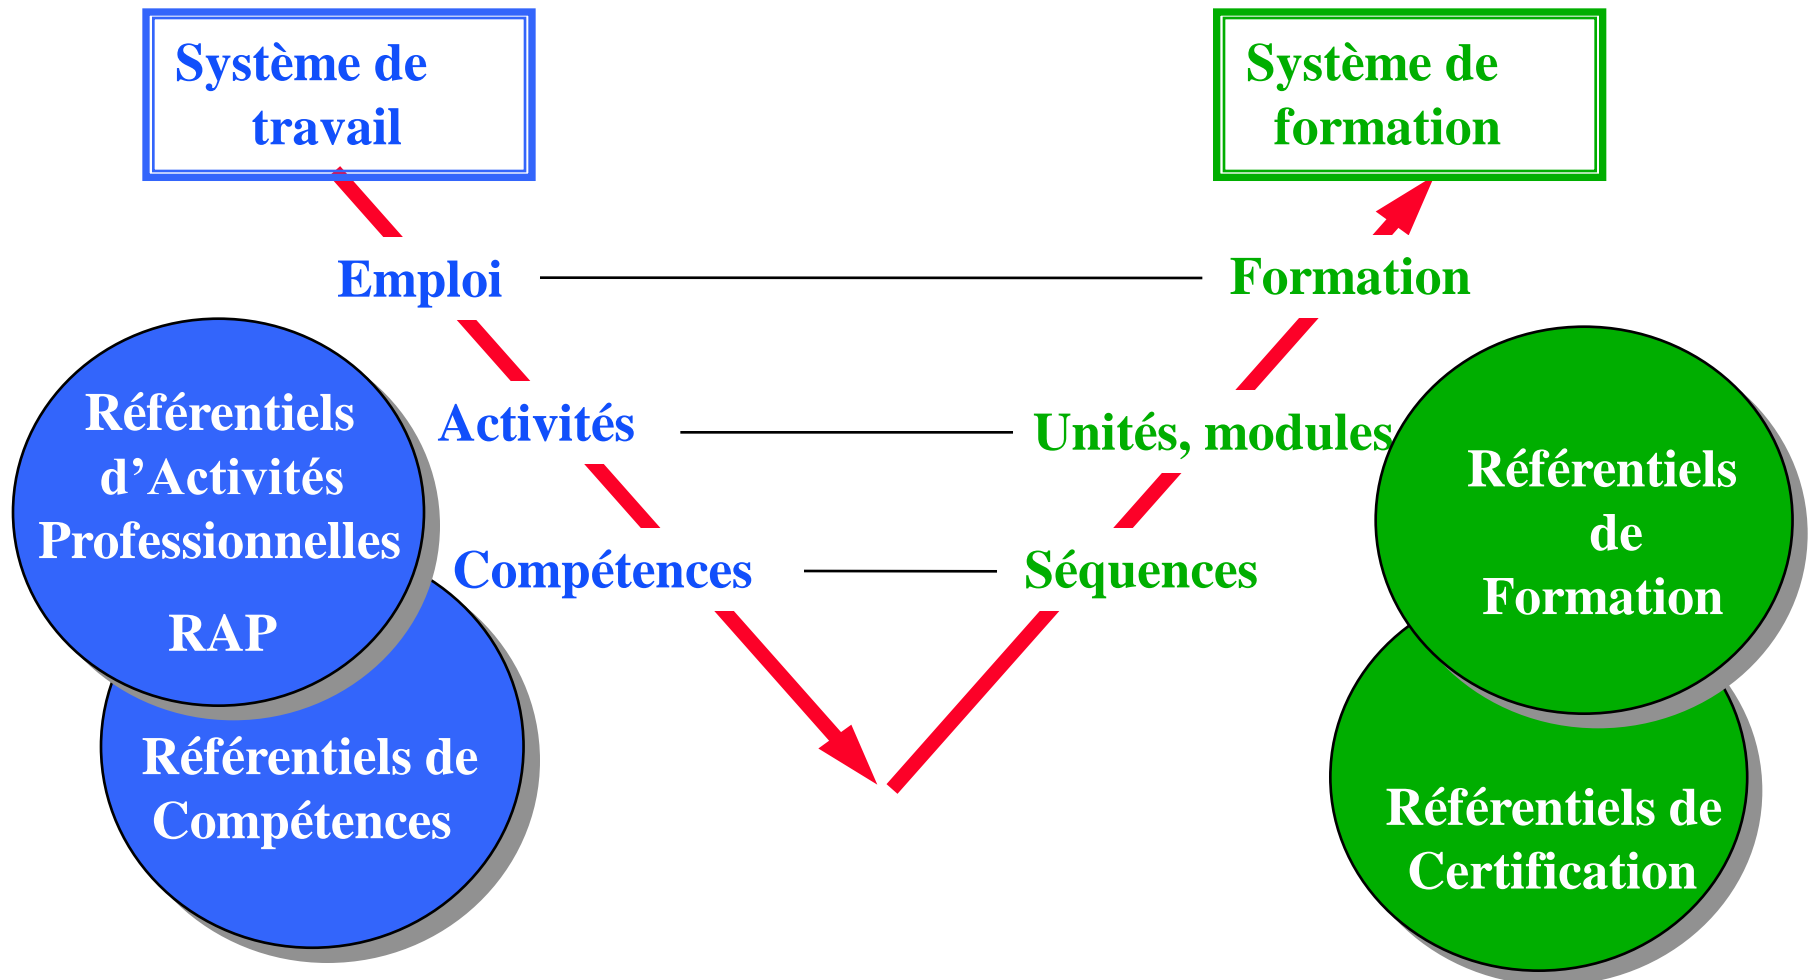 Système de
travail
Système de
formation
Emploi
Formation
Activités
Unités, modules
Compétences
Séquences
Référentiels
d’Activités
Professionnelles
RAP
Référentiels de
Compétences
Référentiels
de
Formation
Référentiels de
Certification